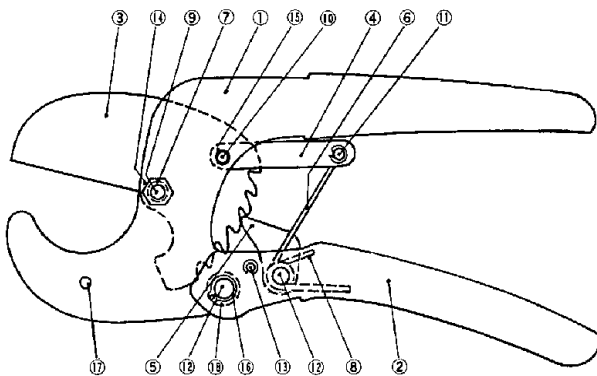 ③ ⑭ ⑨ ⑦ ① ⑮ ⑩ ④ ⑥ ⑪
⑰ ⑤ ⑫ ⑱ ⑯ ⑬ ⑫ ⑧ ②